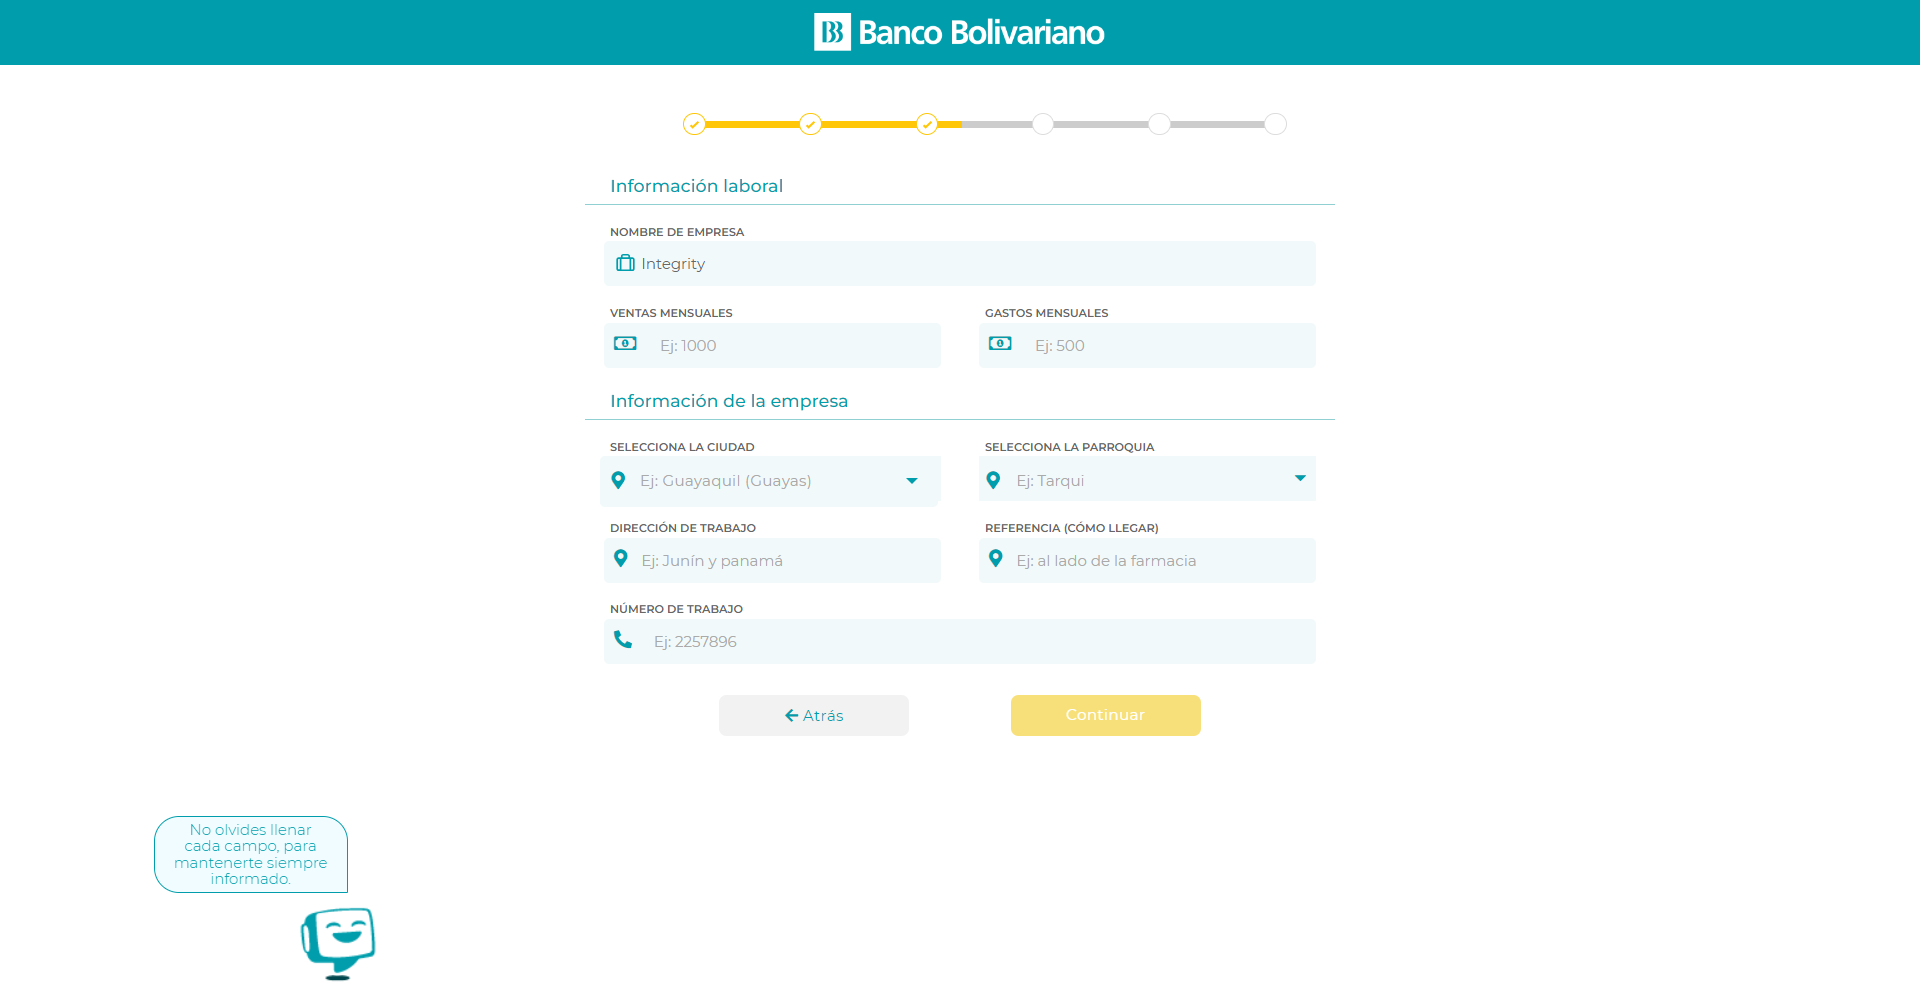 Banco Bolivariano
Información laboral
NOMBRE DE EMPRESA
Integrity
VENTAS MENSUALES
GASTOS MENSUALES
Ej: 1000
Ej: 500
Información de la empresa
SELECCIONA LA CIUDAD
SELECCIONA LA PARROQUIA
Ej: Guayaquil (Guayas)
Ej: Tarqui
DIRECCIÓN DE TRABAJO
REFERENCIA (CÓMO LLEGAR)
Ej: Junín y panamá
Ej: al lado de la farmacia
NÚMERO DE TRABAJO
Ej: 2257896
Atrás
Continuar
No olvides llenar
cada campo, para
mantenerte siempre
informado.